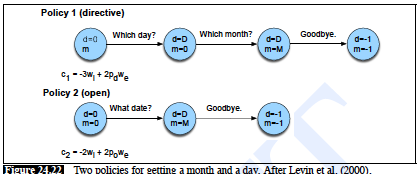 Policy 1 (directive)
Which day? Which month? Goodbye.
d=0 d=D d=D d=-1
m m=0 m=M m=-1
c1 = -3wi + 2pdwe
Policy 2 (open)
What date? Goodbye.
d=0 d=D d=-1
m=0 m=M m=-1
c2 = -2wi + 2powe
Figure 24.22 Two policies for getting a month and a day. After Levin et al. (2000).